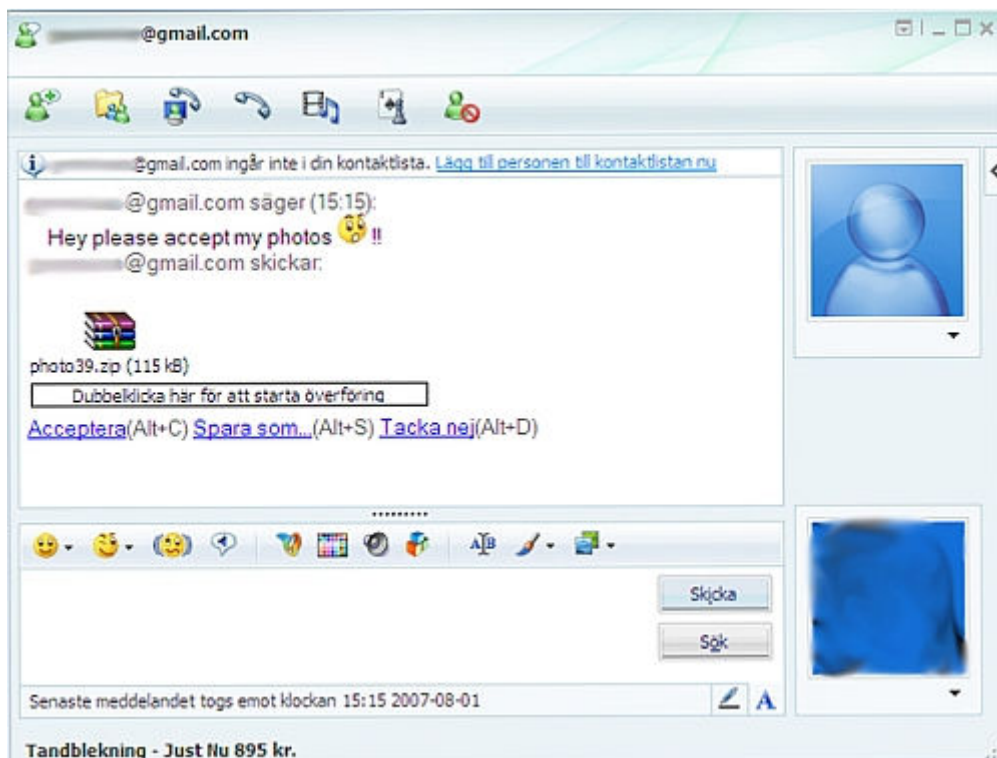 @gmail.com
@gmail.com ingår inte i din kontaktlista. Lägg till personen till kontaktlistan nu
@gmail.com säger (15:15):
Hey please accept my photos !!
@gmail.com skickar:
photo39.zip (115 kB)
Dubbelklicka här för att starta överföring
Acceptera(Alt+C) Spara som...(Alt+S) Tacka nej(Alt+D)
Skicka
Sök
Senaste meddelandet togs emot klockan 15:15 2007-08-01
A
Tandblekning - Just Nu 895 kr.